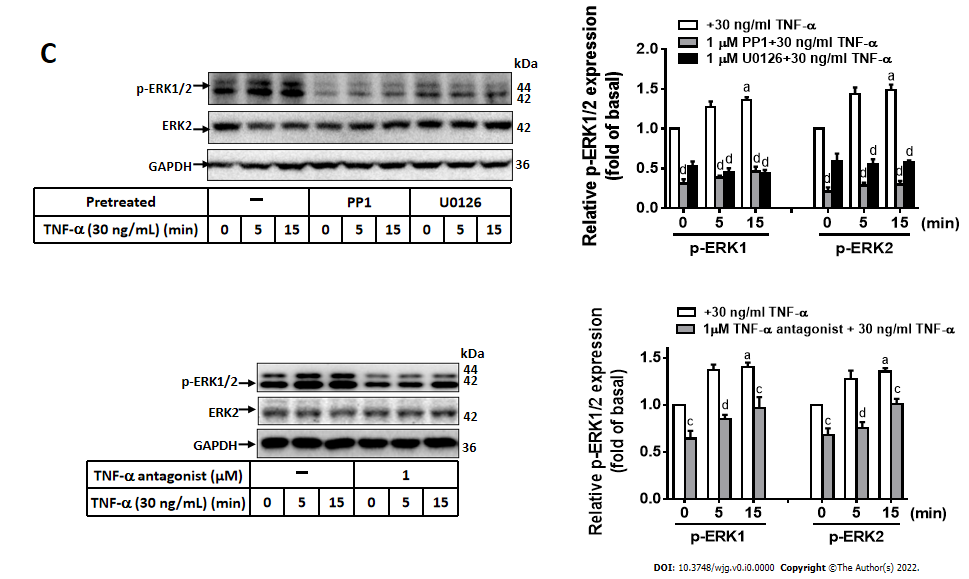 C
kDa
p-ERK1/2
44
42
ERK2
42
GAPDH
36
Pretreated – PP1 U0126
TNF-α (30 ng/mL) (min) 0 5 15 0 5 15 0 5 15
+30 ng/ml TNF-α
1 μM PP1+30 ng/ml TNF-α
1 μM U0126+30 ng/ml TNF-α
Relative p-ERK1/2 expression
(fold of basal)
2.0
1.5
1.0
0.5
0.0
a a
d d d d d d d d d d
0 5 15 0 5 15 (min)
p-ERK1 p-ERK2
kDa
44
p-ERK1/2
42
ERK2
42
GAPDH
36
TNF-α antagonist (μM) – 1
TNF-α (30 ng/mL) (min) 0 5 15 0 5 15
+30 ng/ml TNF-α
1μM TNF-α antagonist + 30 ng/ml TNF-α
Relative p-ERK1/2 expression
(fold of basal)
1.5
1.0
0.5
0.0
a a
c d c c d c
0 5 15 0 5 15 (min)
p-ERK1 p-ERK2
DOI: 10.3748/wjg.v0.i0.0000 Copyright ©The Author(s) 2022.